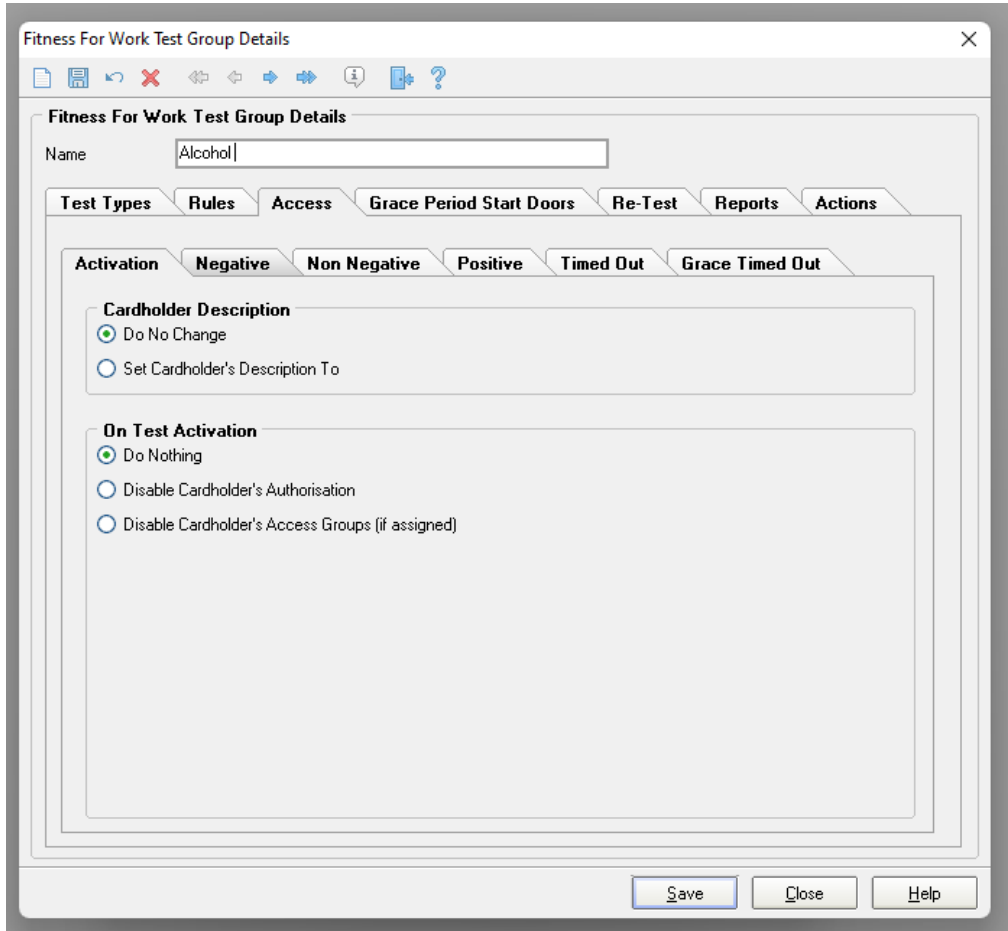 Fitness For Work Test Group Details
Fitness For Work Test Group Details
Name Alcohol
Test Types Rules Access Grace Period Start Doors Re-Test Reports Actions
Activation Negative Non Negative Positive Timed Out Grace Timed Out
Cardholder Description
Do No Change
Set Cardholder's Description To
On Test Activation
Do Nothing
Disable Cardholder's Authorisation
Disable Cardholder's Access Groups (if assigned)
Save Close Help